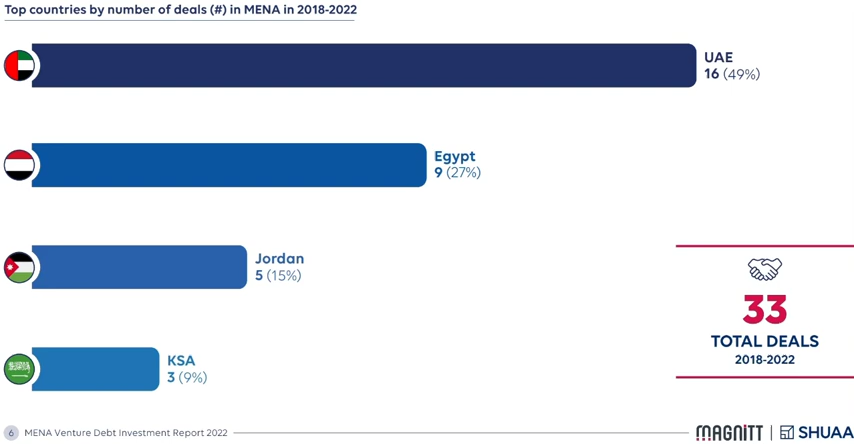 Top countries by number of deals (#) in MENA in 2018-2022
UAE
16 (49%)
Egypt
9 (27%)
Jordan
5 (15%)
KSA
3 (9%)
33
TOTAL DEALS
2018-2022
6 MENA Venture Debt Investment Report 2022
MAGNiTT | SHUAA